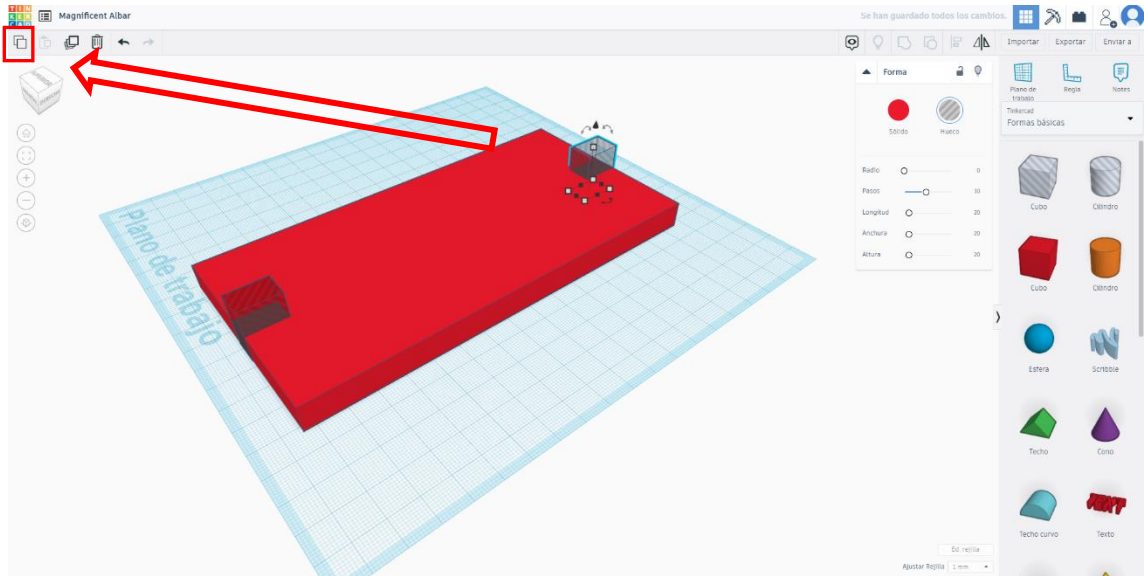 TIN
KER
CAD
Magnificent Albar
Se han guardado todos los cambios.
Importar
Exportar
Enviar a
Forma
Sólido
Hueco
Radio
0
Pasos
10
Longitud
20
Anchura
20
Altura
20
Plano de trabajo
Plano de
trabajo
Regla
Notes
Tinkercad
Formas básicas
Cubo
Cilindro
Cubo
Cilindro
Esfera
Scribble
Techo
Cono
Techo curvo
Texto
TEXT
Ed. rejilla
Ajustar Rejilla
1 mm